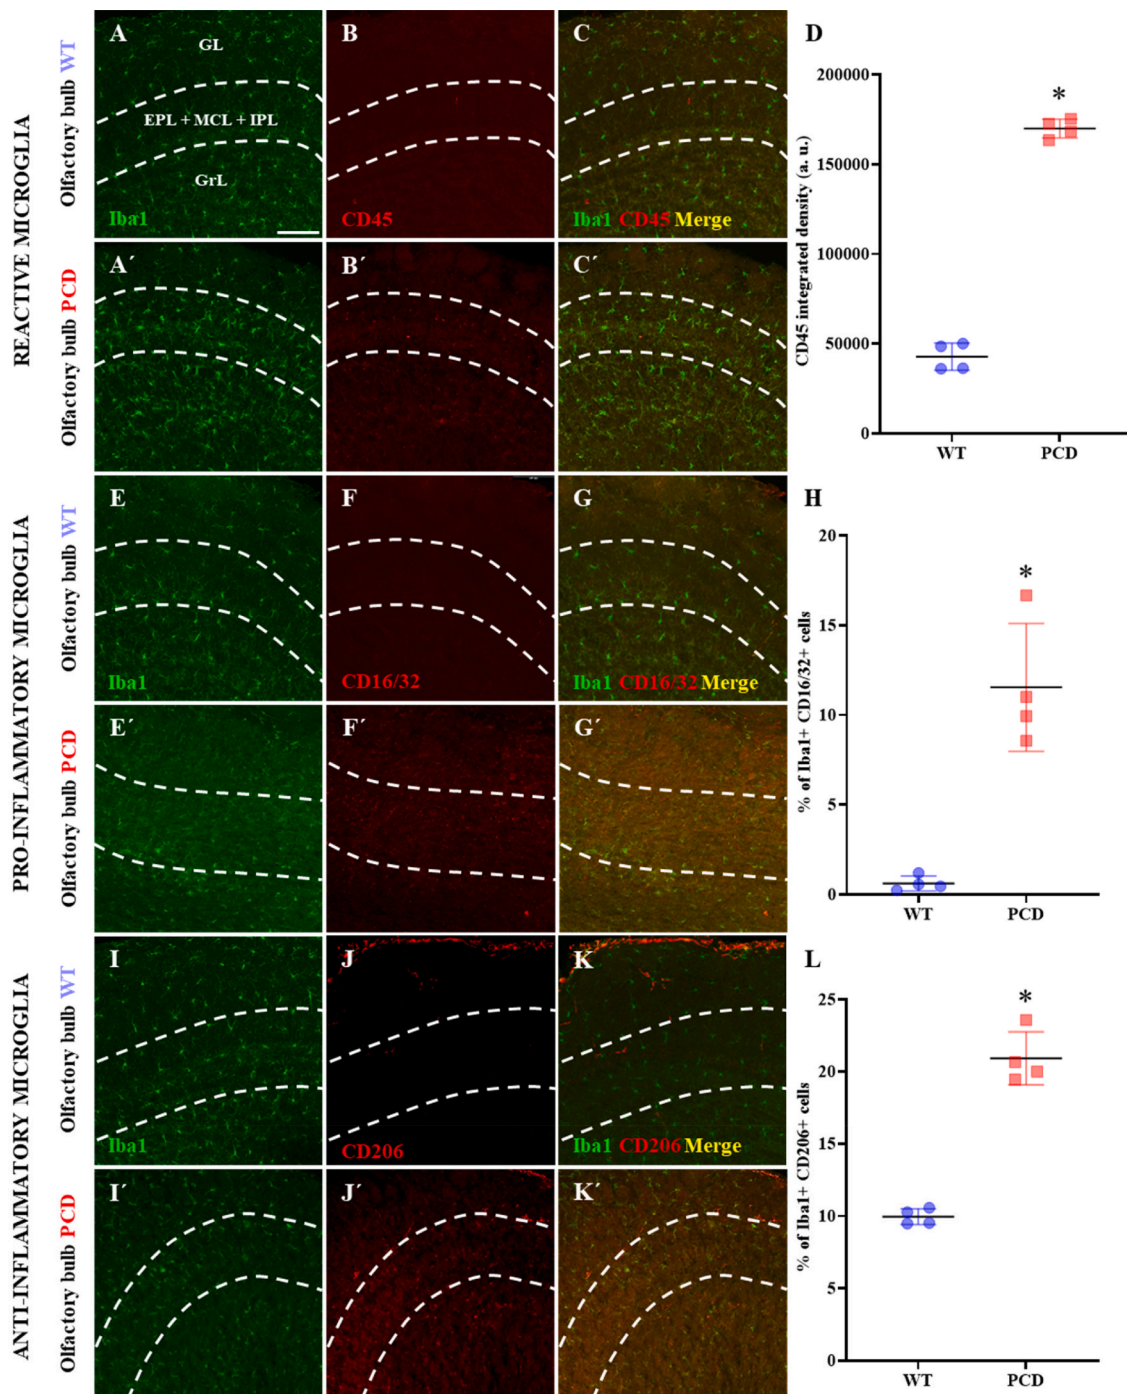 REACTIVE MICROGLIA
Olfactory bulb WT
A
GL
EPL + MCL + IPL
GrL
Iba1
B
CD45
C
Iba1 CD45 Merge
D
CD45 integrated density (a. u.)
200000
150000
100000
50000
0
*
WT
PCD
Olfactory bulb PCD
A´
B´
C´
PRO-INFLAMMATORY MICROGLIA
Olfactory bulb WT
E
Iba1
F
CD16/32
G
Iba1 CD16/32 Merge
H
% of Iba1+ CD16/32+ cells
20
15
10
5
0
*
WT
PCD
Olfactory bulb PCD
E´
F´
G´
ANTI-INFLAMMATORY MICROGLIA
Olfactory bulb WT
I
Iba1
J
CD206
K
Iba1 CD206 Merge
L
% of Iba1+ CD206+ cells
25
20
15
10
5
0
*
WT
PCD
Olfactory bulb PCD
I´
J´
K´